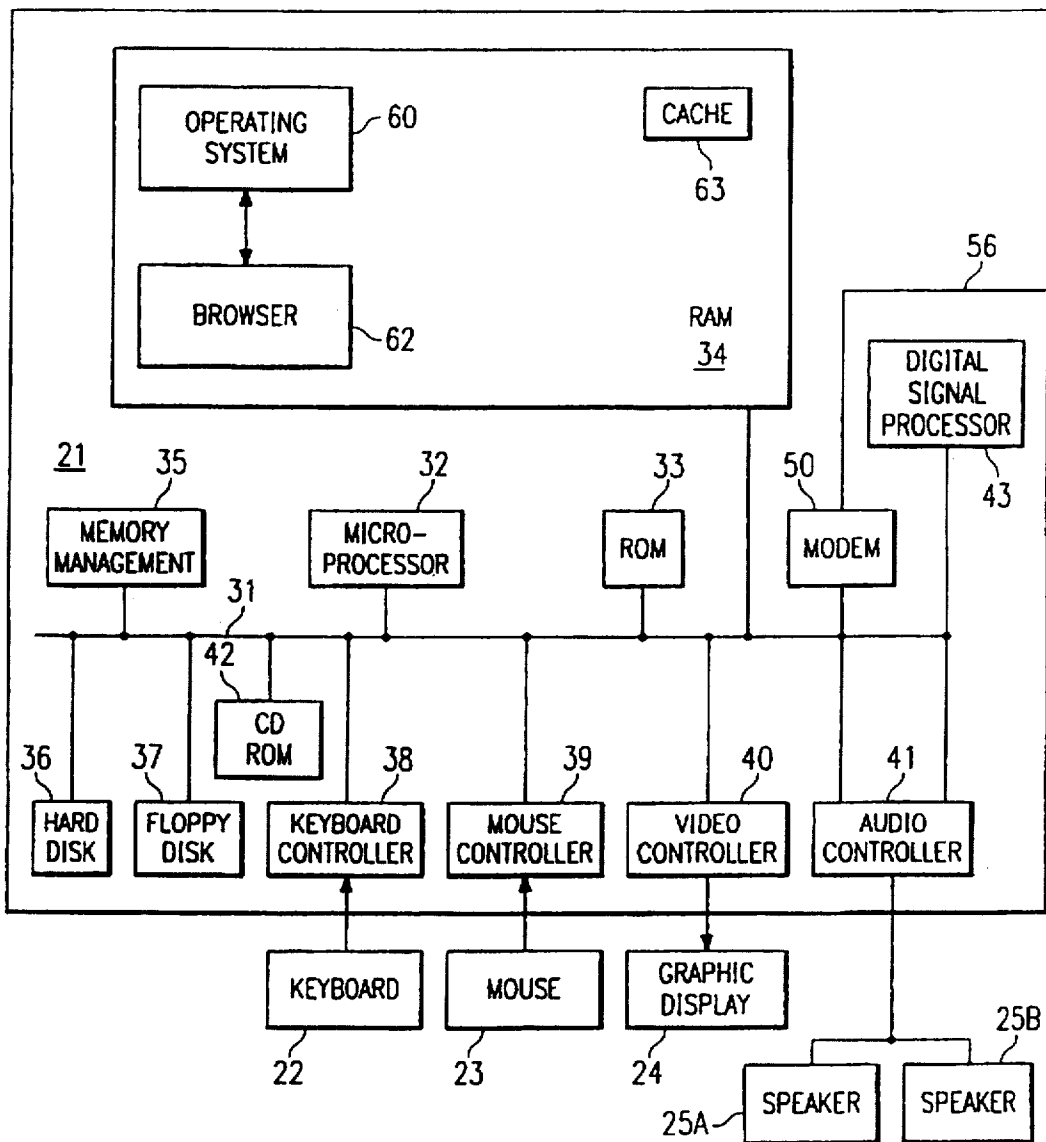 OPERATING
SYSTEM
60
CACHE
63
BROWSER
62
RAM
34
56
DIGITAL
SIGNAL
PROCESSOR
43
21
35
MEMORY
MANAGEMENT
32
MICRO-
PROCESSOR
33
ROM
50
MODEM
31
42
CD
ROM
36
HARD
DISK
37
FLOPPY
DISK
38
KEYBOARD
CONTROLLER
39
MOUSE
CONTROLLER
40
VIDEO
CONTROLLER
41
AUDIO
CONTROLLER
KEYBOARD
22
MOUSE
23
GRAPHIC
DISPLAY
24
25A
SPEAKER
25B
SPEAKER